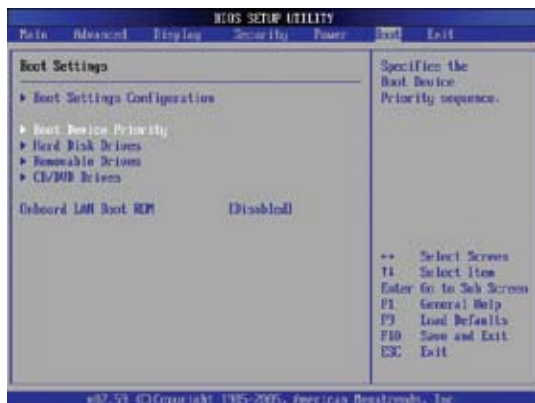 BIOS SETUP UTILITY
Main Advanced Display Security Power Boot Exit
Boot Settings
Boot Settings Configuration
Boot Device Priority
Hard Disk Drives
Removable Drives
CD/DVD Drives
Onboard LAN Boot ROM [Disabled]
Specifies the
Boot Device
Priority sequence.
Select Screen
Select Item
Enter Go to Sub Screen
F1 General Help
F9 Load Defaults
F10 Save and Exit
ESC Exit
v02.59 (C)Copyright 1985-2005, American Megatrends, Inc